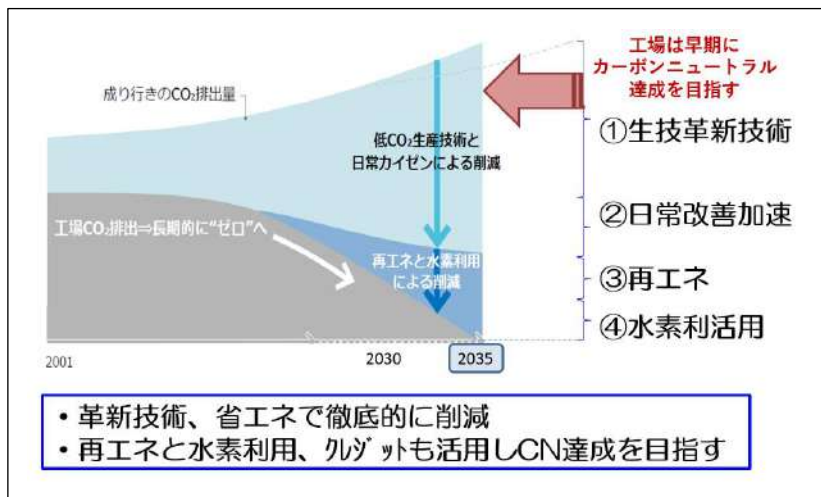 工場は早期に
カーボンニュートラル
達成を目指す
成り行きのCO₂排出量
低CO₂生産技術と
日常カイゼンによる削減
①生技革新技術
②日常改善加速
工場CO₂排出⇒長期的に“ゼロ”へ
再エネと水素利用
による削減
③再エネ
④水素利活用
2001
2030
2035
・革新技術、省エネで徹底的に削減
・再エネと水素利用、ｸﾚｼﾞｯﾄも活用しCN達成を目指す